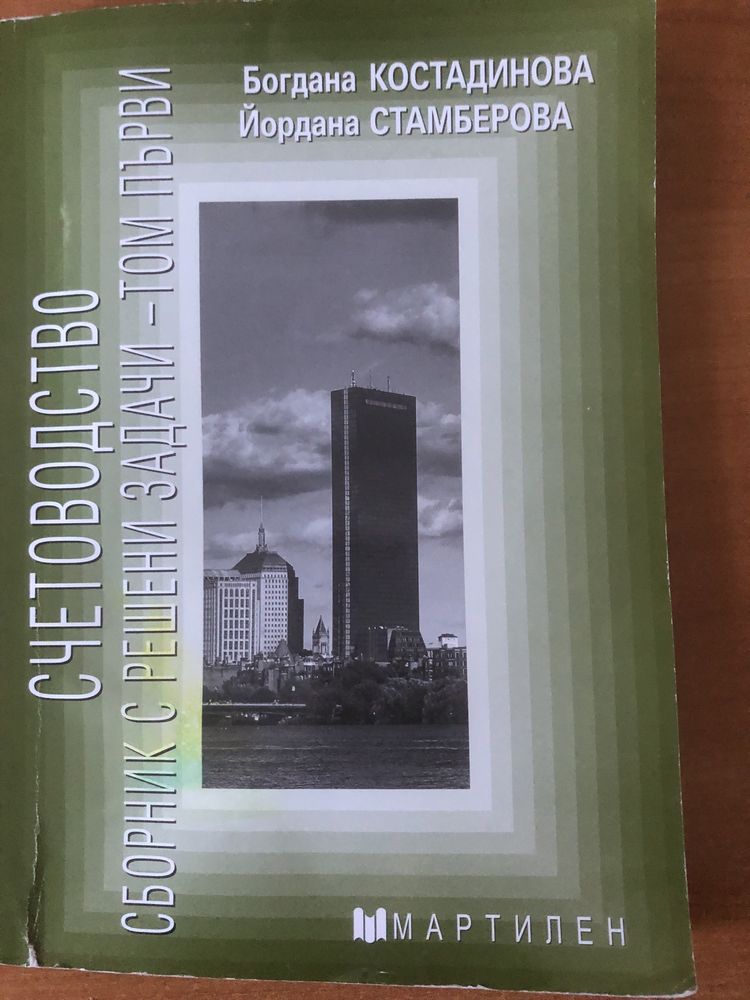 Богдана КОСТАДИНОВА
Йордана СТАМБЕРОВА
СЧЕТОВОДСТВО
СБОРНИК С РЕШЕНИ ЗАДАЧИ – ТОМ ПЪРВИ
МАРТИЛЕН